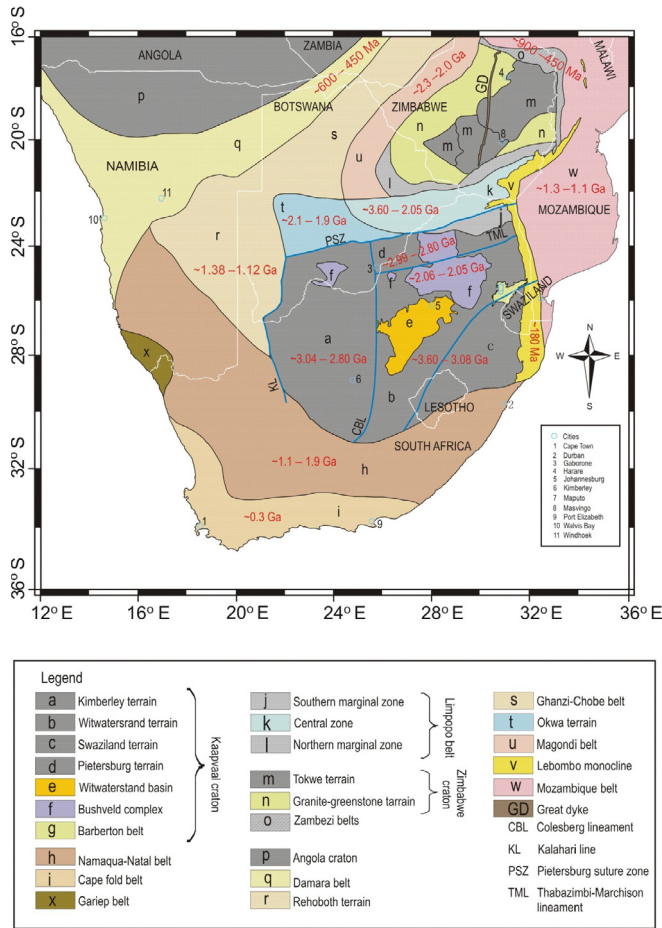 16°S
20°S
24°S
28°S
32°S
36°S
12°E
16°E
20°E
24°E
28°E
32°E
36°E
ANGOLA
ZAMBIA
MALAWI
p
~600 – 450 Ma
~2.3–2.0 Ga
~900 – 450 Ma
o
4
GD
BOTSWANA
ZIMBABWE
m
n
s
q
m
m
8
n
NAMIBIA
u
l
w
11
10
t
~3.60 – 2.05 Ga
k
v
~1.3 – 1.1 Ga
~2.1 – 1.9 Ga
j
MOZAMBIQUE
r
PSZ
TML
d
~2.99 – 2.80 Ga
~1.38 – 1.12 Ga
f
3
f
~2.06 – 2.05 Ga
f
SWAZILAND
e
5
a
~180 Ma
x
~3.04 – 2.80 Ga
~3.60 – 3.08 Ga
c
6
KL
b
LESOTHO
2
CBL
SOUTH AFRICA
~1.1 – 1.9 Ga
h
~0.3 Ga
i
1
9
N
W
E
S
Cities
1 Cape Town
2 Durban
3 Gaborone
4 Harare
5 Johannesburg
6 Kimberley
7 Maputo
8 Masvingo
9 Port Elizabeth
10 Walvis Bay
11 Windhoek
Legend
a Kimberley terrain
b Witwatersrand terrain
c Swaziland terrain
d Pietersburg terrain
e Witwaterstand basin
f Bushveld complex
g Barberton belt
Kaapvaal craton
h Namaqua-Natal belt
i Cape fold belt
x Gariep belt
j Southern marginal zone
k Central zone
l Northern marginal zone
Limpopo belt
m Tokwe terrain
n Granite-greenstone tarrain
Zimbabwe craton
o Zambezi belts
p Angola craton
q Damara belt
r Rehoboth terrain
s Ghanzi-Chobe belt
t Okwa terrain
u Magondi belt
v Lebombo monocline
w Mozambique belt
GD Great dyke
CBL Colesberg lineament
KL Kalahari line
PSZ Pietersburg suture zone
TML Thabazimbi-Marchison
lineament